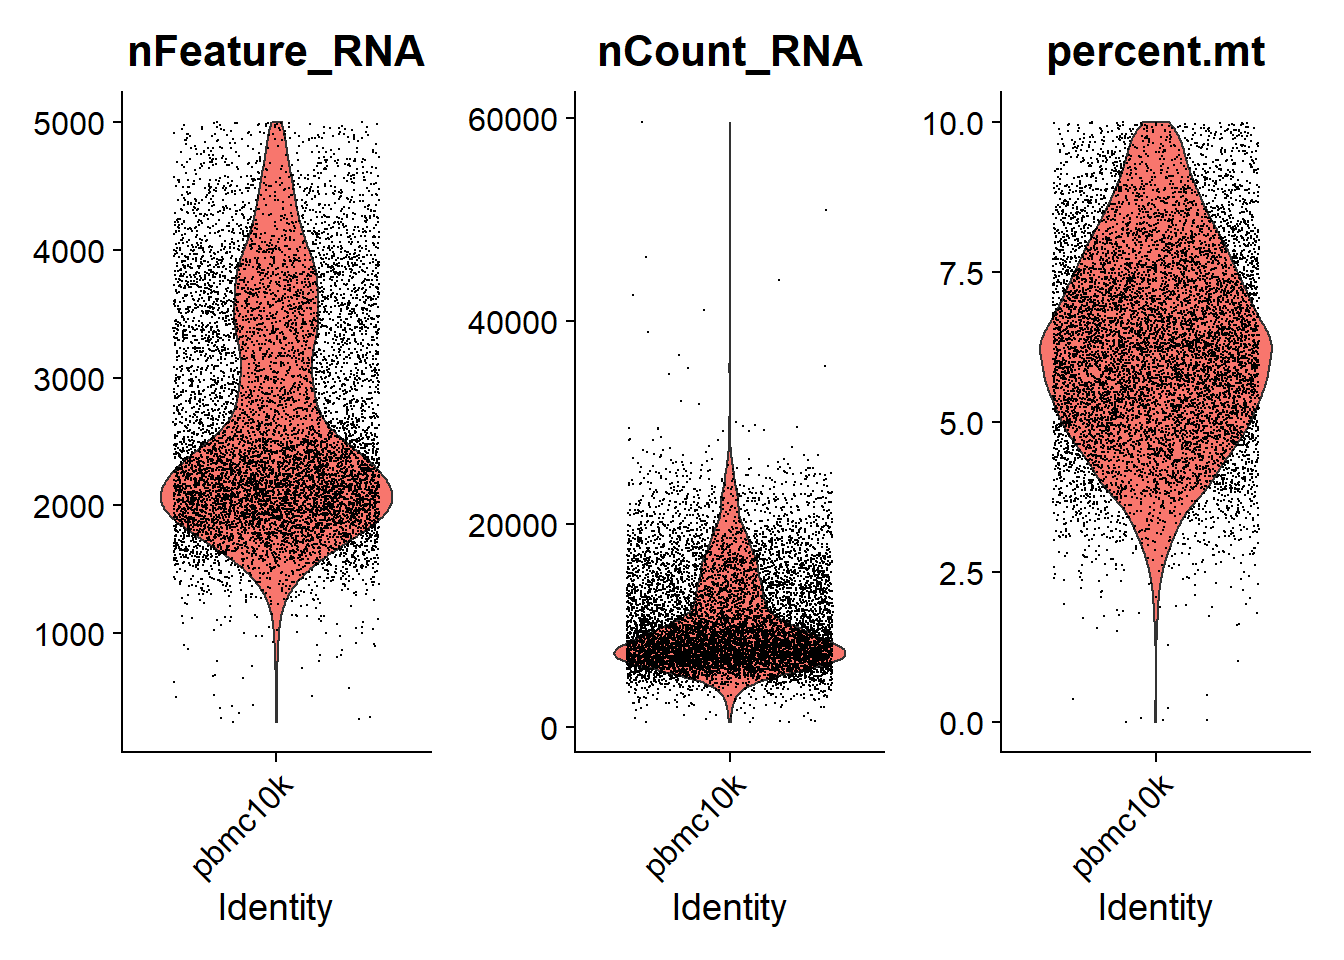 nFeature_RNA
5000
4000
3000
2000
1000
pbmc10k
Identity
nCount_RNA
60000
40000
20000
0
pbmc10k
Identity
percent.mt
10.0
7.5
5.0
2.5
0.0
pbmc10k
Identity